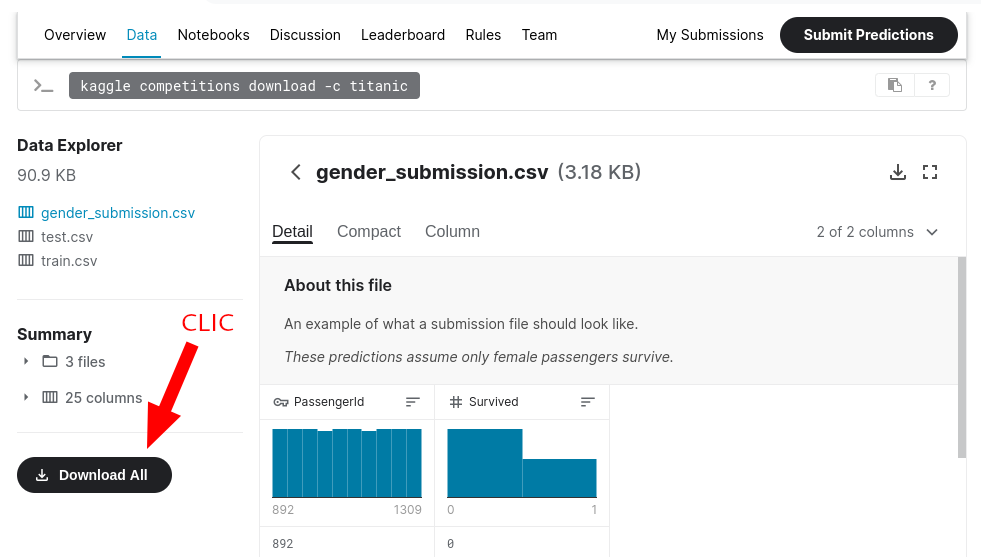 Overview Data Notebooks Discussion Leaderboard Rules Team My Submissions Submit Predictions
>_ kaggle competitions download -c titanic ?
Data Explorer
90.9 KB
gender_submission.csv
test.csv
train.csv
Summary
3 files
25 columns
CLIC
Download All
gender_submission.csv (3.18 KB)
Detail Compact Column 2 of 2 columns
About this file
An example of what a submission file should look like.
These predictions assume only female passengers survive.
PassengerId # Survived
892 1309 0 1
892 0